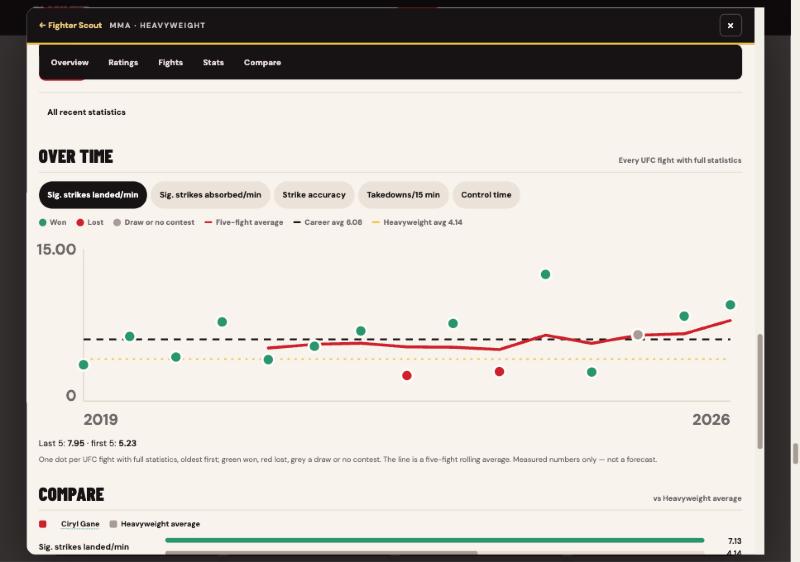 ← Fighter Scout MMA · HEAVYWEIGHT ×
Overview Ratings Fights Stats Compare
All recent statistics
OVER TIME Every UFC fight with full statistics
Sig. strikes landed/min Sig. strikes absorbed/min Strike accuracy Takedowns/15 min Control time
Won Lost Draw or no contest Five-fight average Career avg 6.08 Heavyweight avg 4.14
15.00
0
2019 2026
Last 5: 7.95 · first 5: 5.23
One dot per UFC fight with full statistics, oldest first; green won, red lost, grey a draw or no contest. The line is a five-fight rolling average. Measured numbers only — not a forecast.
COMPARE vs Heavyweight average
Ciryl Gane Heavyweight average
Sig. strikes landed/min 7.13
4.14